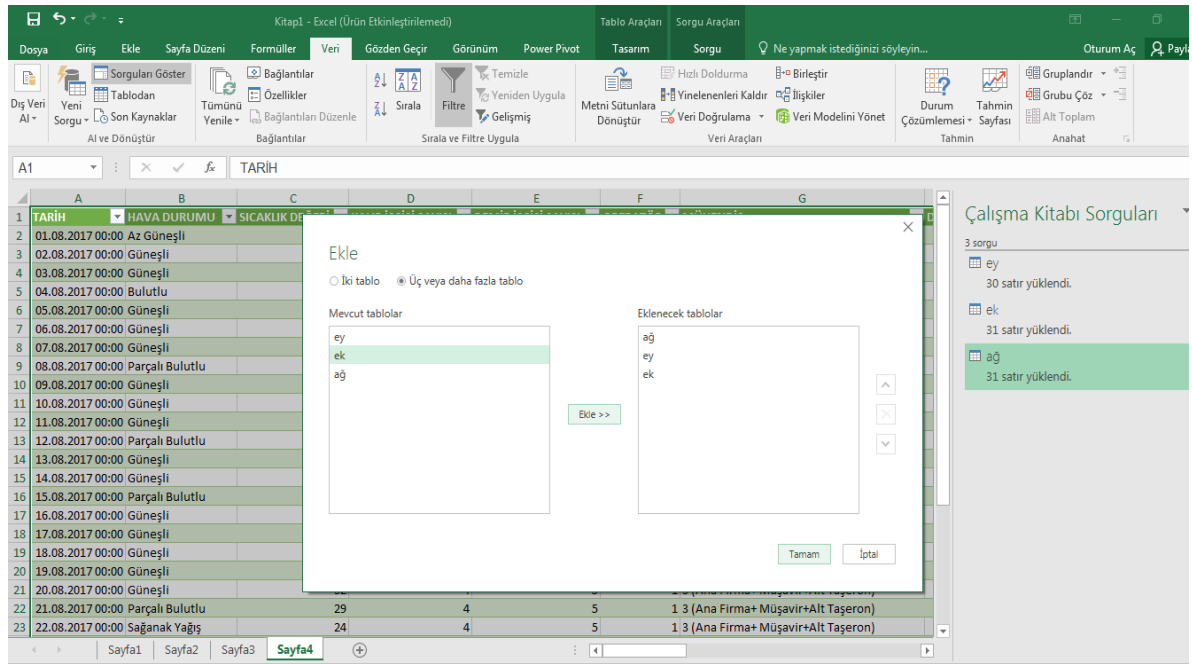 Kitap1 - Excel (Ürün Etkinleştirilemedi)
Tablo Araçları Sorgu Araçları
Dosya Giriş Ekle Sayfa Düzeni Formüller Veri Gözden Geçir Görünüm Power Pivot Tasarım Sorgu Ne yapmak istediğinizi söyleyin... Oturum Aç Payla
Dış Veri Al
Yeni Sorgu
Sorguları Göster
Tablodan
Son Kaynaklar
Al ve Dönüştür
Tümünü Yenile
Bağlantılar
Özellikler
Bağlantıları Düzenle
Bağlantılar
Sırala
Filtre
Temizle
Yeniden Uygula
Gelişmiş
Sırala ve Filtre Uygula
Metni Sütunlara Dönüştür
Hızlı Doldurma
Yinelenenleri Kaldır
Veri Doğrulama
Birleştir
İlişkiler
Veri Modelini Yönet
Veri Araçları
Durum Çözümlemesi
Tahmin Sayfası
Tahmin
Gruplandır
Grubu Çöz
Alt Toplam
Anahat
A1 fx TARİH
A B C D E F G
1 TARİH HAVA DURUMU SICAKLIK
2 01.08.2017 00:00 Az Güneşli
3 02.08.2017 00:00 Güneşli
4 03.08.2017 00:00 Güneşli
5 04.08.2017 00:00 Bulutlu
6 05.08.2017 00:00 Güneşli
7 06.08.2017 00:00 Güneşli
8 07.08.2017 00:00 Güneşli
9 08.08.2017 00:00 Parçalı Bulutlu
10 09.08.2017 00:00 Güneşli
11 10.08.2017 00:00 Güneşli
12 11.08.2017 00:00 Güneşli
13 12.08.2017 00:00 Parçalı Bulutlu
14 13.08.2017 00:00 Güneşli
15 14.08.2017 00:00 Güneşli
16 15.08.2017 00:00 Parçalı Bulutlu
17 16.08.2017 00:00 Güneşli
18 17.08.2017 00:00 Güneşli
19 18.08.2017 00:00 Güneşli
20 19.08.2017 00:00 Güneşli
21 20.08.2017 00:00 Güneşli
22 21.08.2017 00:00 Parçalı Bulutlu 29 4 5 1 3 (Ana Firma+ Müşavir+Alt Taşeron)
23 22.08.2017 00:00 Sağanak Yağış 24 4 5 1 3 (Ana Firma+ Müşavir+Alt Taşeron)
Ekle
İki tablo Üç veya daha fazla tablo
Mevcut tablolar
ey
ek
ağ
Ekle >>
Eklenecek tablolar
ağ
ey
ek
Tamam İptal
Çalışma Kitabı Sorguları
3 sorgu
ey
30 satır yüklendi.
ek
31 satır yüklendi.
ağ
31 satır yüklendi.
Sayfa1 Sayfa2 Sayfa3 Sayfa4